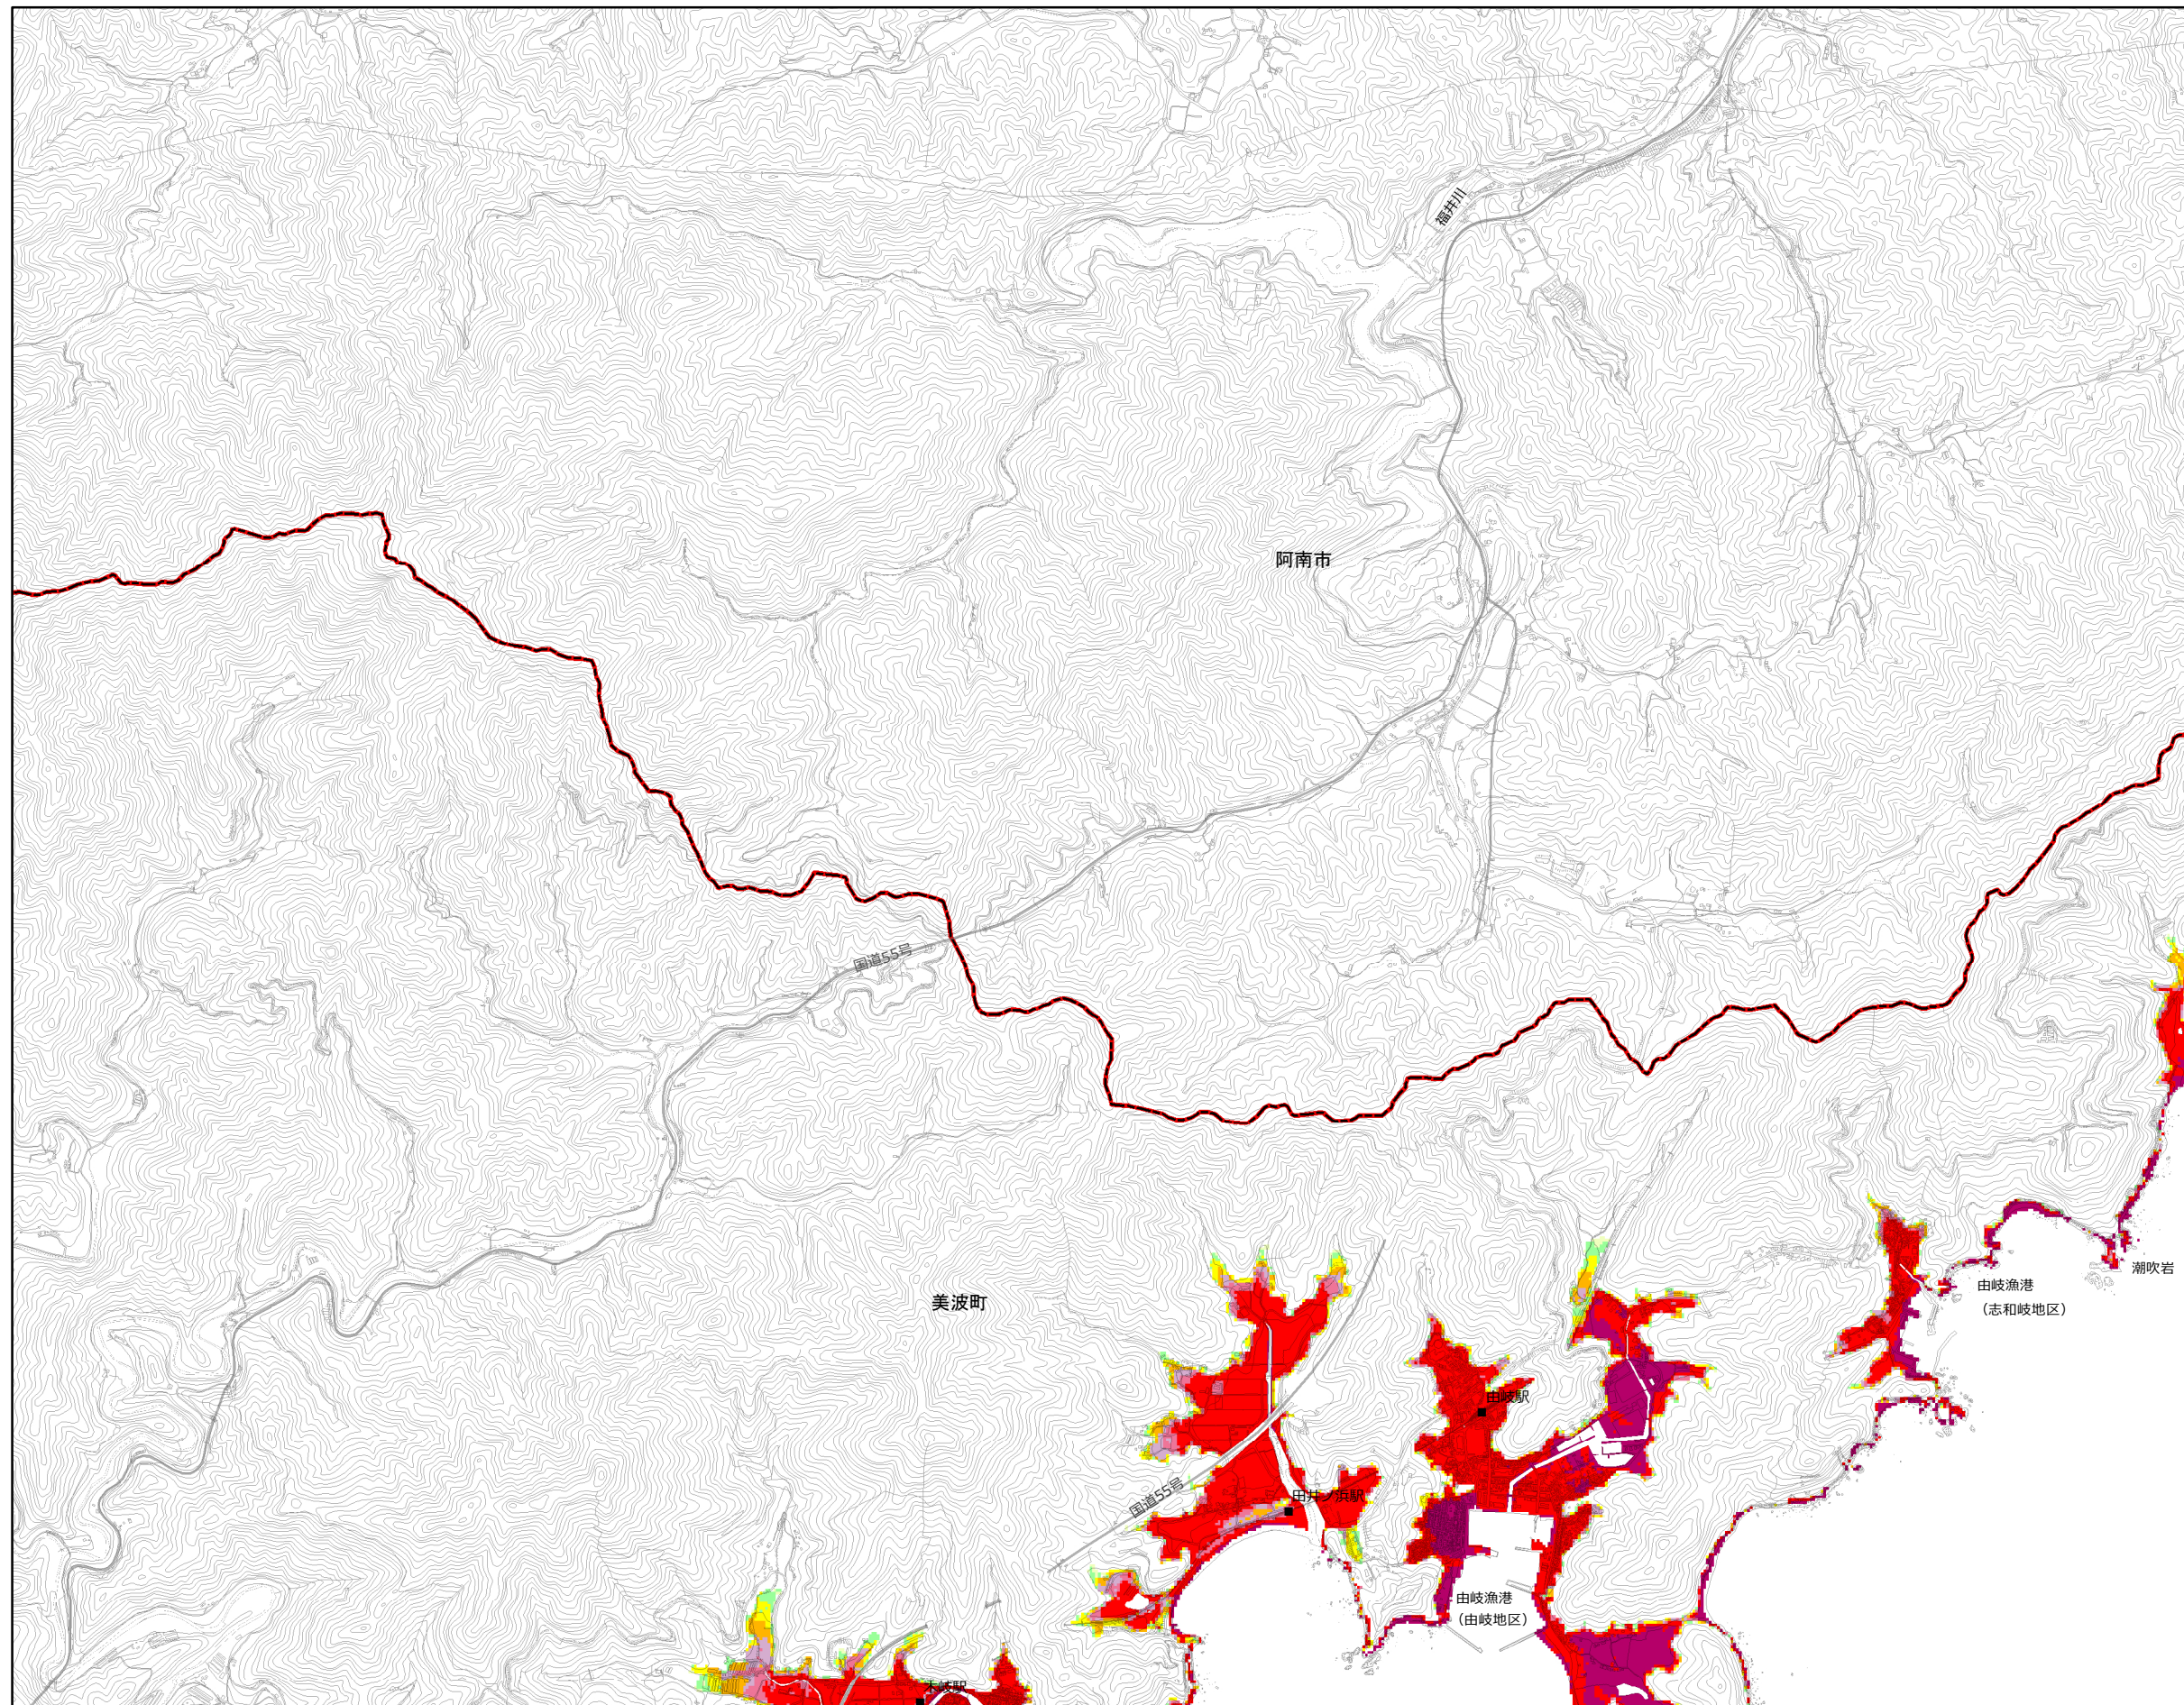 福井川
阿南市
国道55号
潮吹岩
由岐漁港
（志和岐地区）
美波町
由岐駅
田井ノ浜駅
国道55号
由岐漁港
（由岐地区）
木岐駅